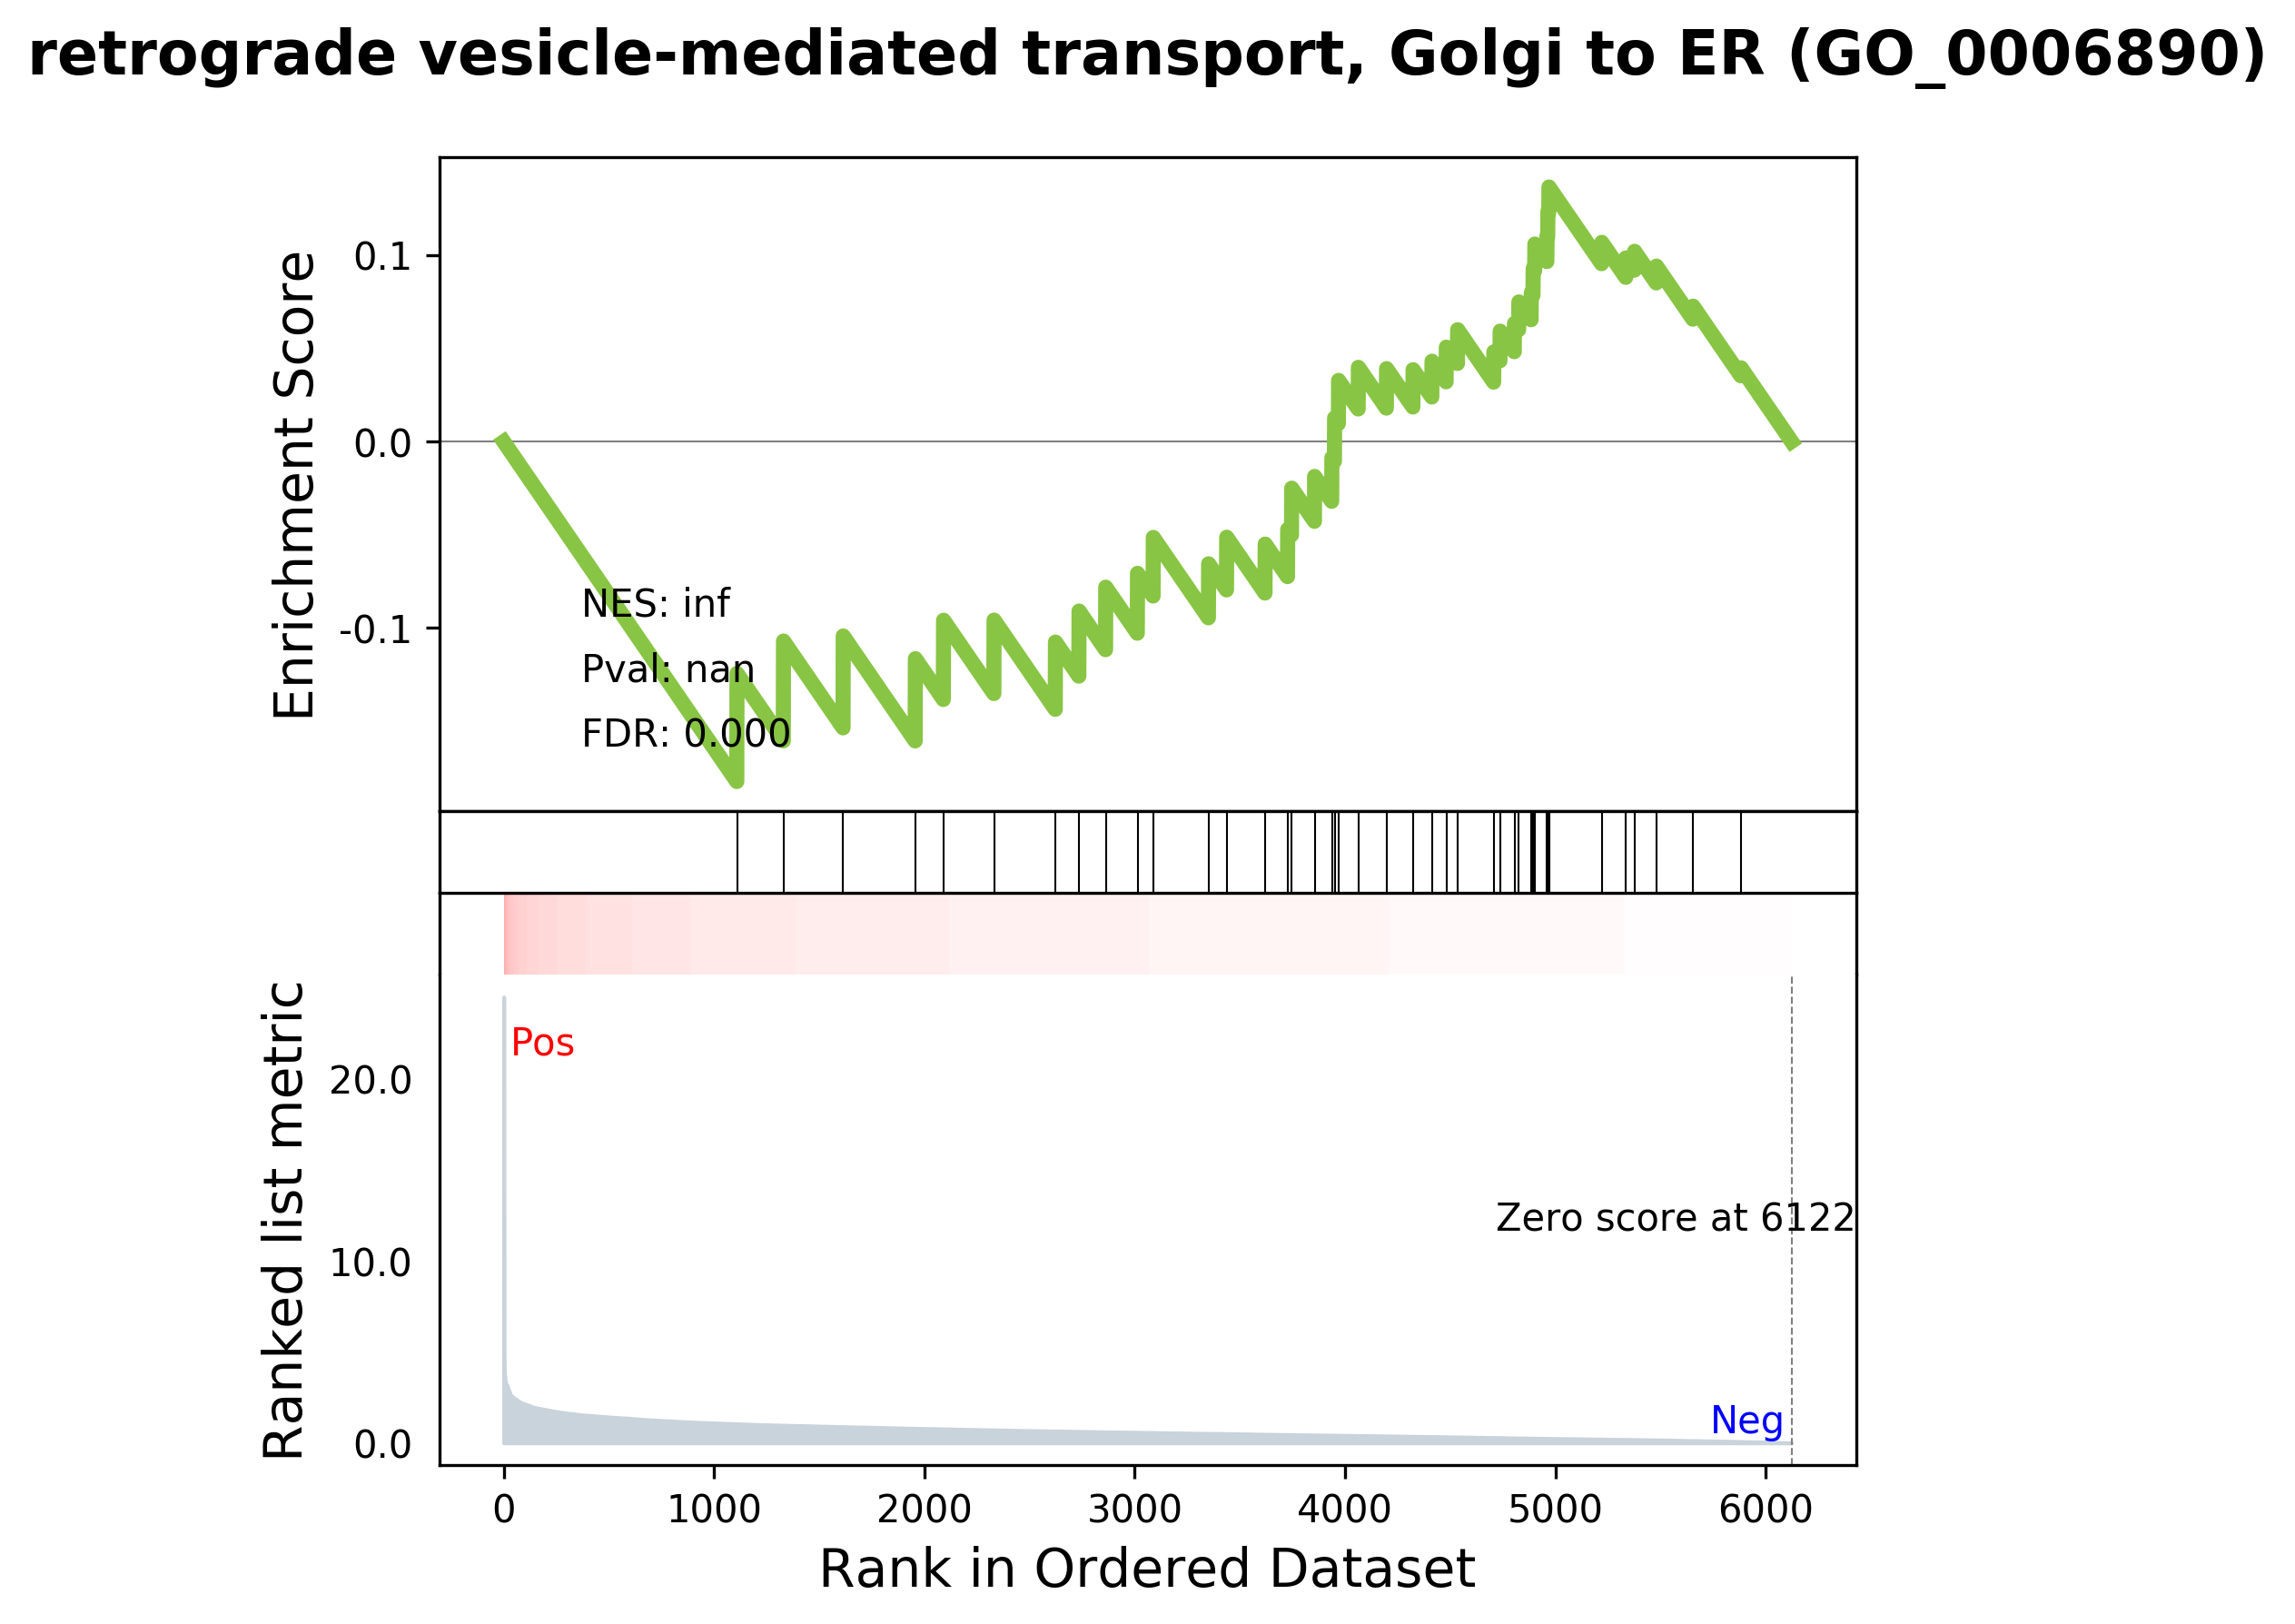 retrograde vesicle-mediated transport, Golgi to ER (GO_0006890)
Enrichment Score
0.1
0.0
-0.1
NES: inf
Pval: nan
FDR: 0.000
Ranked list metric
20.0
10.0
0.0
Pos
Zero score at 6122
Neg
0 1000 2000 3000 4000 5000 6000
Rank in Ordered Dataset